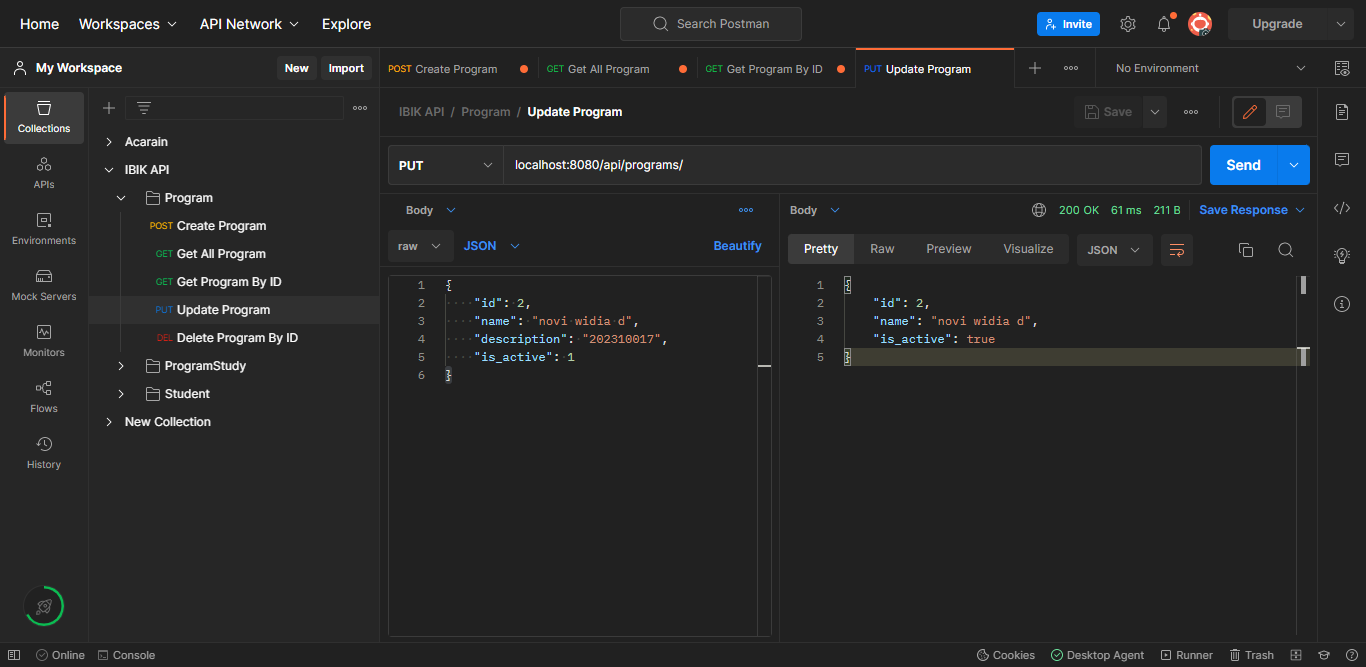 Home Workspaces API Network Explore Search Postman Invite Upgrade
My Workspace New Import POST Create Program GET Get All Program GET Get Program By ID PUT Update Program No Environment
Collections
APIs
Environments
Mock Servers
Monitors
Flows
History
Acarain
IBIK API
Program
POST Create Program
GET Get All Program
GET Get Program By ID
PUT Update Program
DEL Delete Program By ID
ProgramStudy
Student
New Collection
IBIK API / Program / Update Program Save
PUT localhost:8080/api/programs/ Send
Body
raw JSON Beautify
1 {
2 "id": 2,
3 "name": "novi widia d",
4 "description": "202310017",
5 "is_active": 1
6 }
Body 200 OK 61 ms 211 B Save Response
Pretty Raw Preview Visualize JSON
1 {
2 "id": 2,
3 "name": "novi widia d",
4 "is_active": true
5 }
Online Console Cookies Desktop Agent Runner Trash